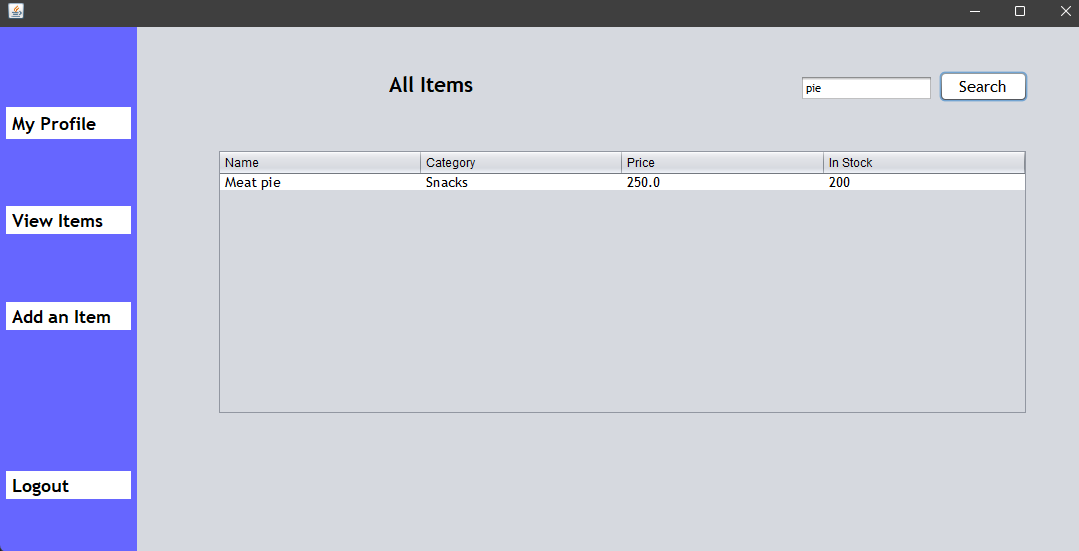 All Items
pie
Search
My Profile
View Items
Add an Item
Logout
Name Category Price In Stock
Meat pie Snacks 250.0 200